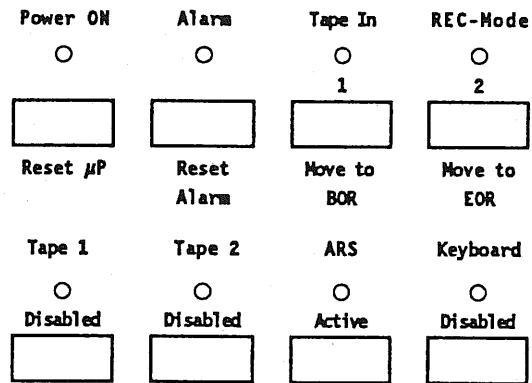 Power ON Alarm Tape In REC-Mode
1 2
Reset µP Reset Move to Move to
Alarm BOR EOR
Tape 1 Tape 2 ARS Keyboard
Disabled Disabled Active Disabled